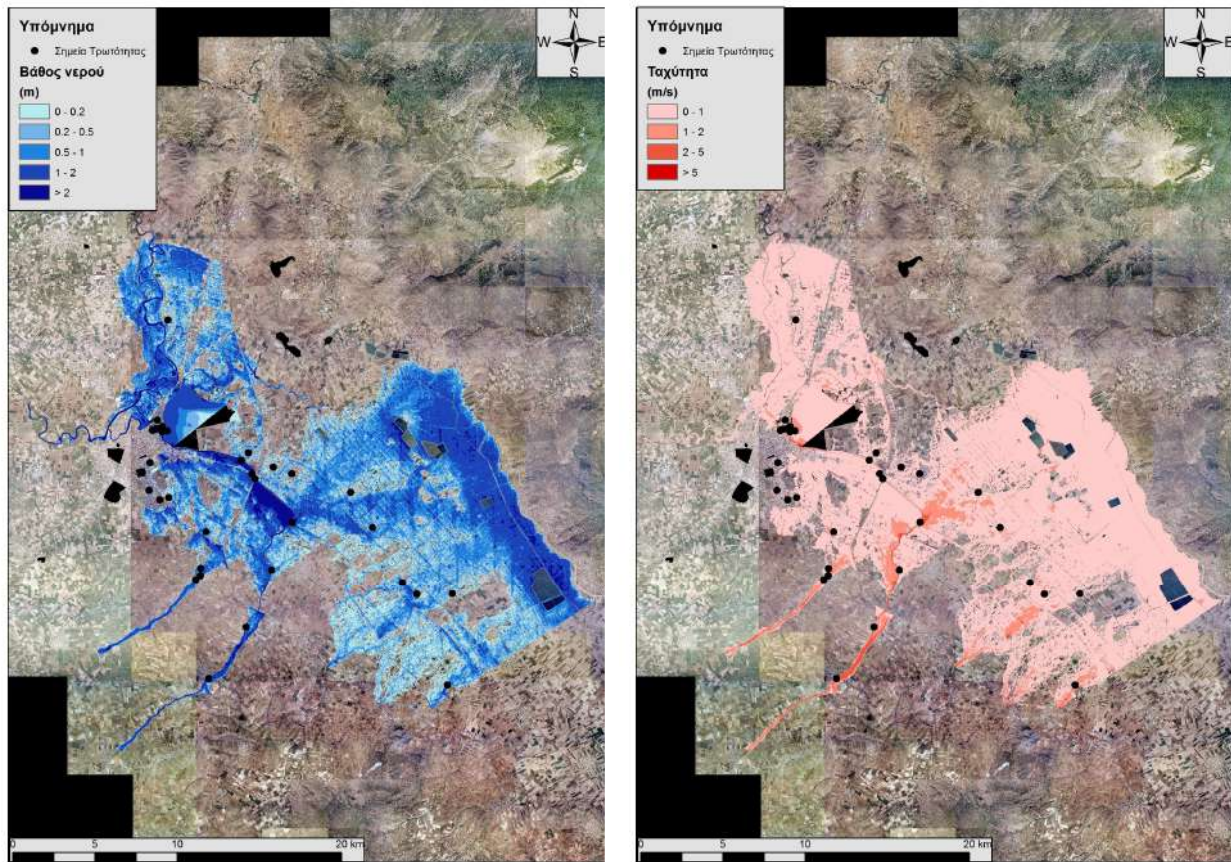 Υπόμνημα
Σημεία Τρωτότητας
Βάθος νερού
(m)
0 - 0.2
0.2 - 0.5
0.5 - 1
1 - 2
> 2
N
W E
S
0 5 10 20 km
Υπόμνημα
Σημεία Τρωτότητας
Ταχύτητα
(m/s)
0 - 1
1 - 2
2 - 5
> 5
N
W E
S
0 5 10 20 km